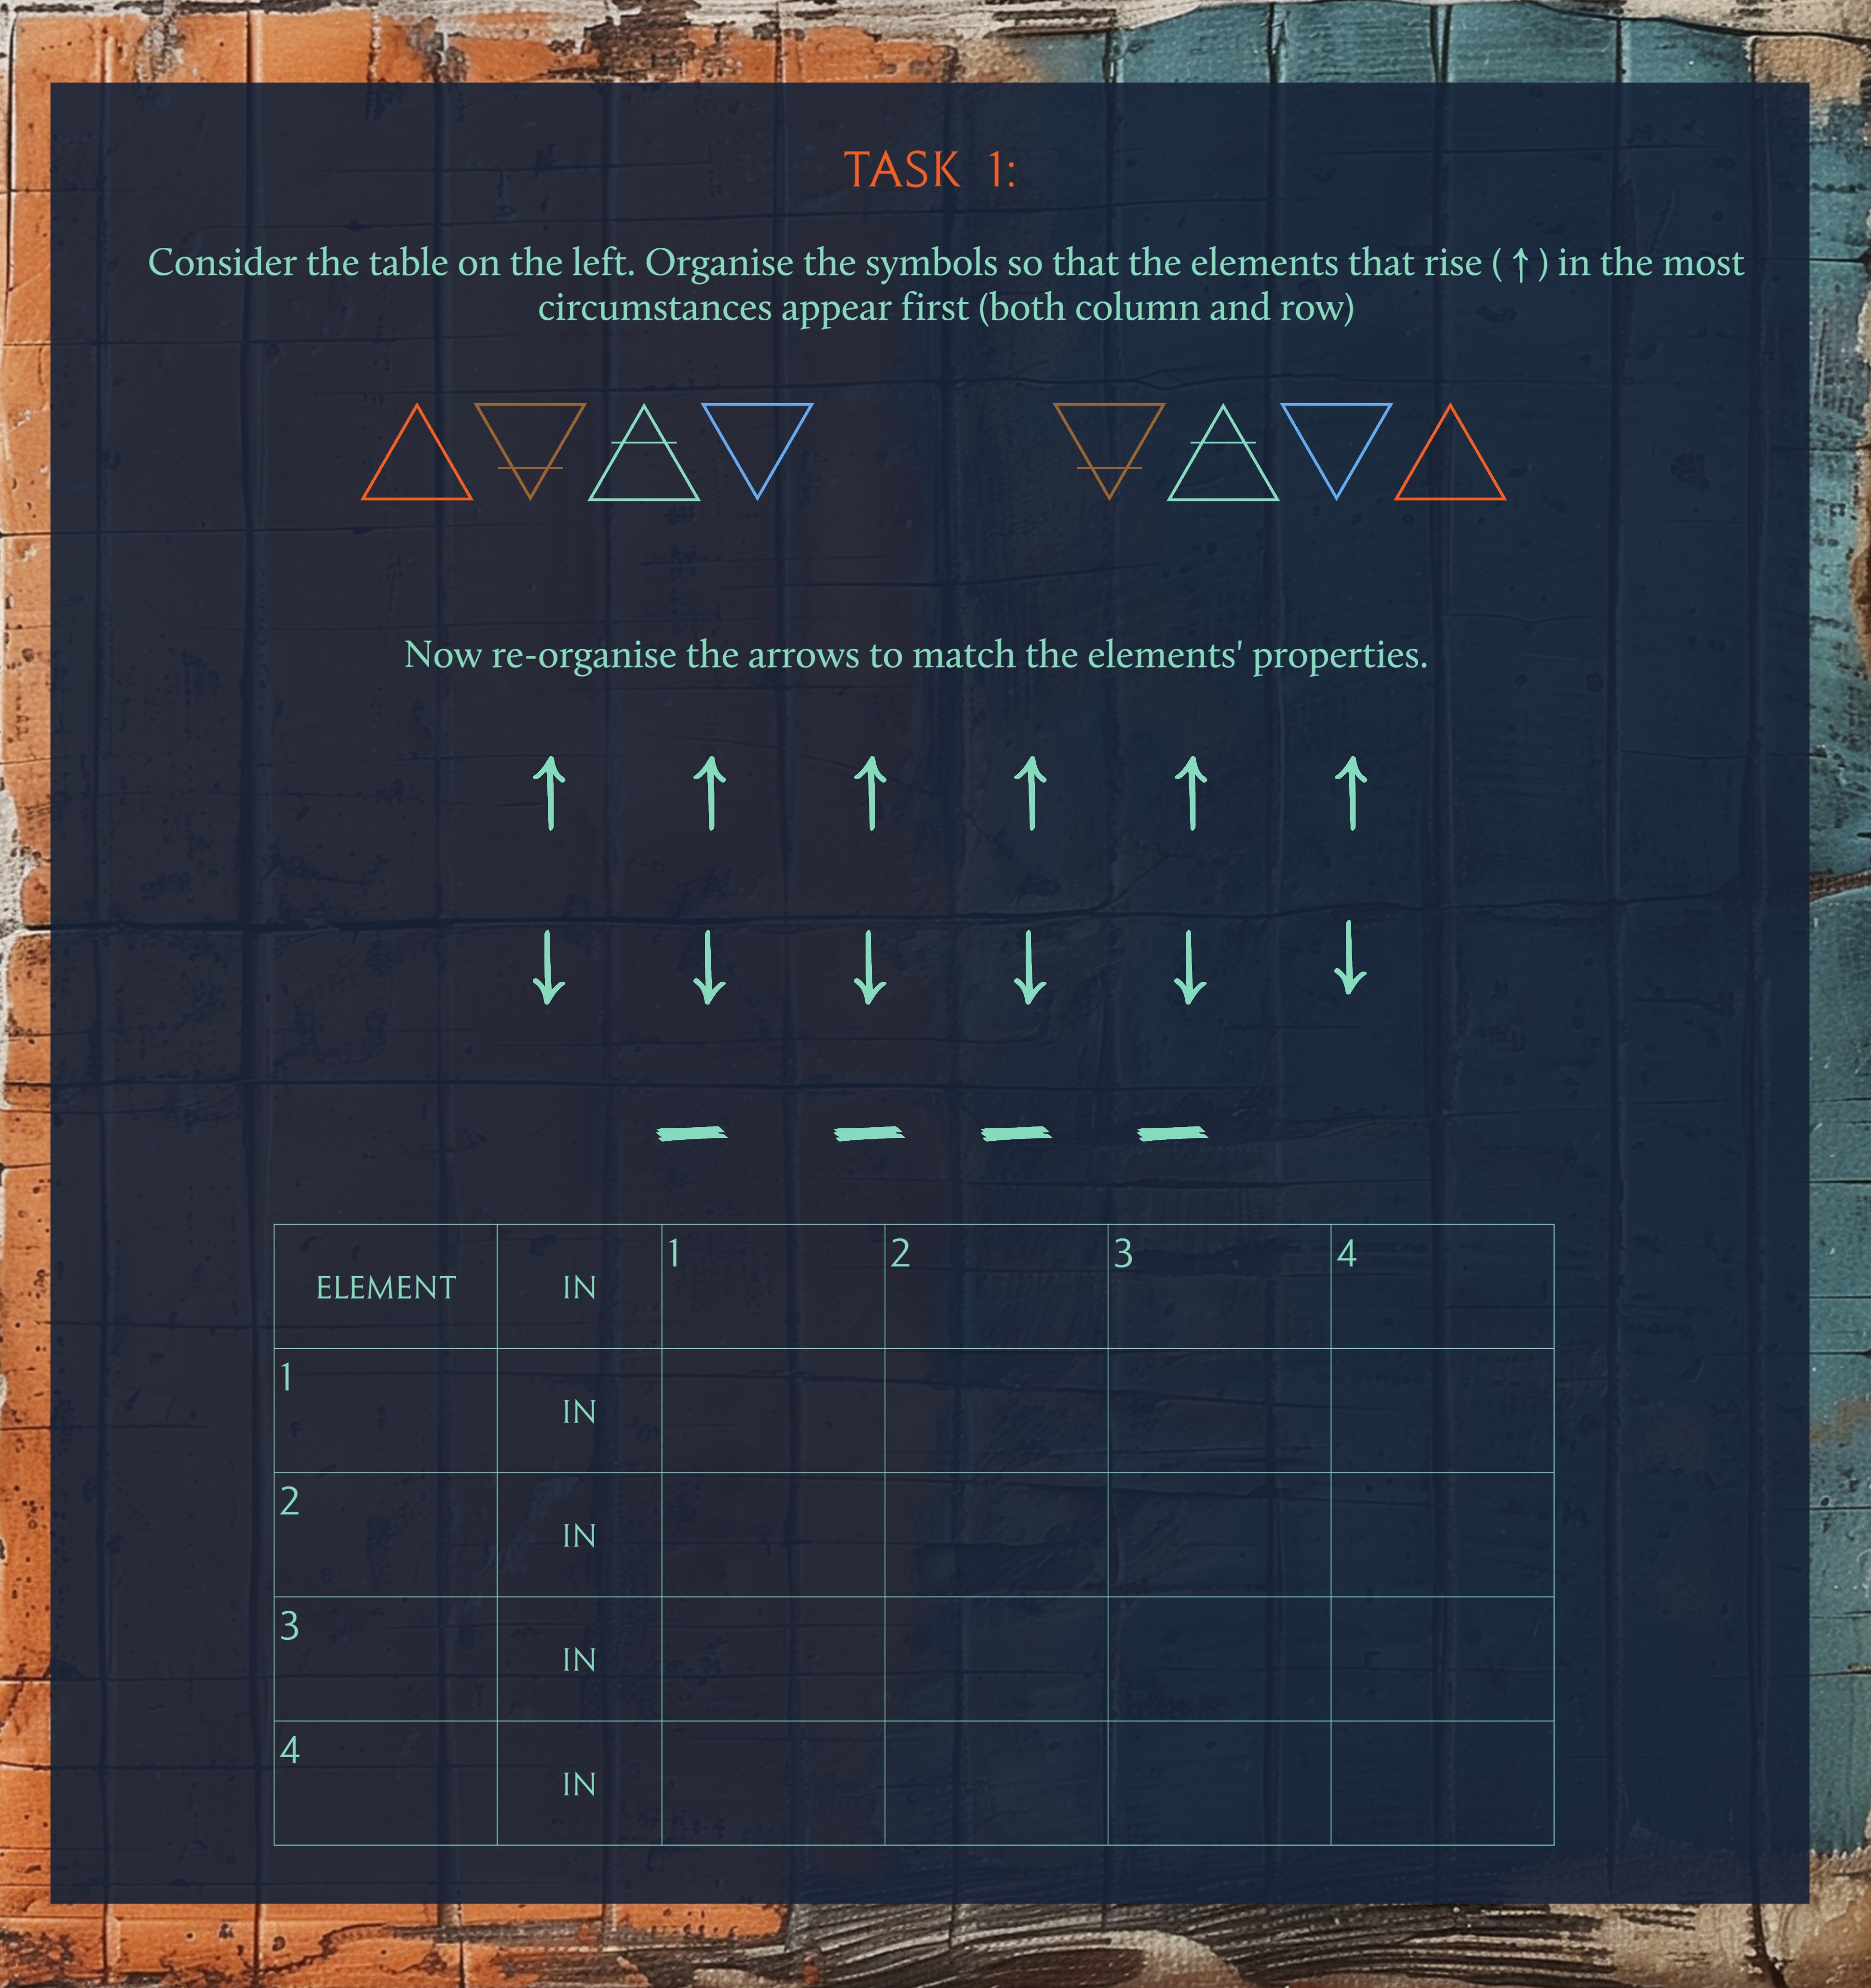 TASK 1:
Consider the table on the left. Organise the symbols so that the elements that rise (↑) in the most
circumstances appear first (both column and row)
Now re-organise the arrows to match the elements' properties.
↑ ↑ ↑ ↑ ↑ ↑
↓ ↓ ↓ ↓ ↓ ↓
– – – –
ELEMENT IN 1 2 3 4
1 IN
2 IN
3 IN
4 IN